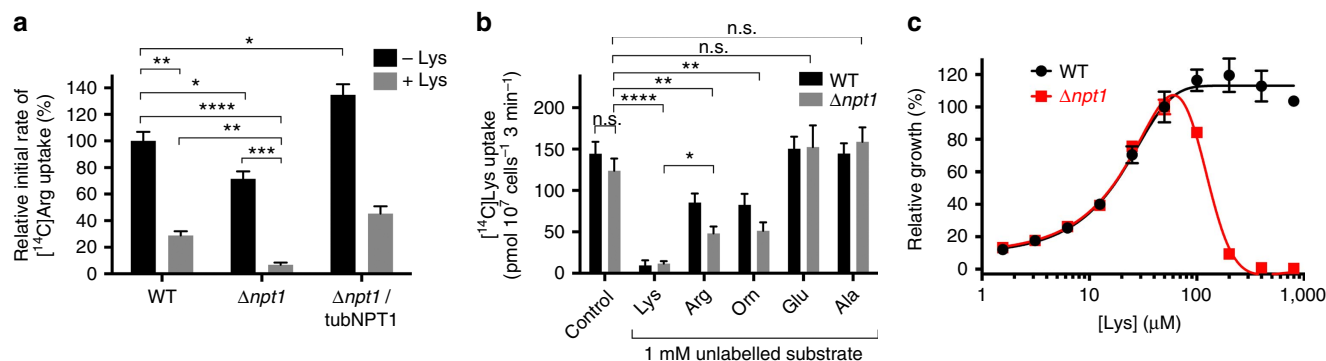 a
Relative initial rate of
[¹⁴C]Arg uptake (%)
140
120
100
80
60
40
20
0
*
**
*
****
**
***
– Lys
+ Lys
WT
Δnpt1
Δnpt1 /
tubNPT1
b
[¹⁴C]Lys uptake
(pmol 10⁷ cells⁻¹ 3 min⁻¹)
200
150
100
50
0
n.s.
n.s.
**
**
****
n.s.
*
WT
Δnpt1
Control
Lys
Arg
Orn
Glu
Ala
1 mM unlabelled substrate
c
Relative growth (%)
120
100
80
60
40
20
0
WT
Δnpt1
1
10
100
1,000
[Lys] (μM)